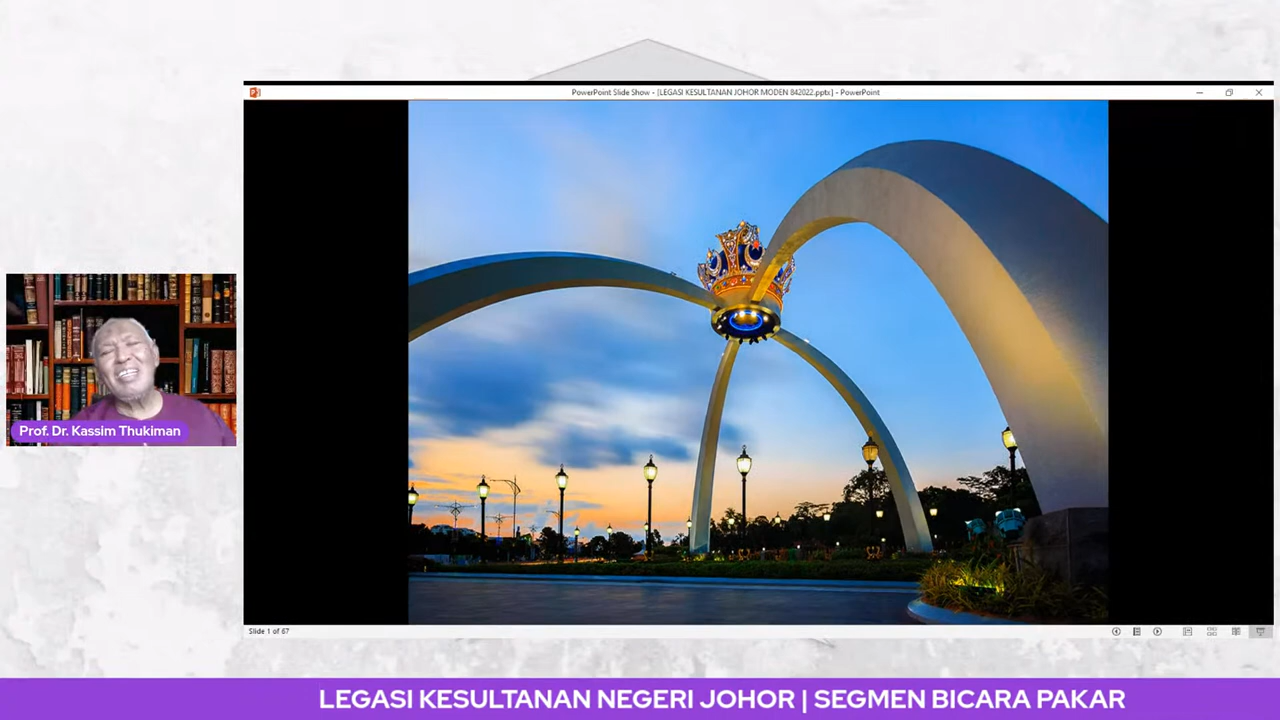 PowerPoint Slide Show - [LEGASI KESULTANAN JOHOR MODEN 842022.pptx] - PowerPoint
Prof. Dr. Kassim Thukiman
Slide 1 of 67
LEGASI KESULTANAN NEGERI JOHOR | SEGMEN BICARA PAKAR